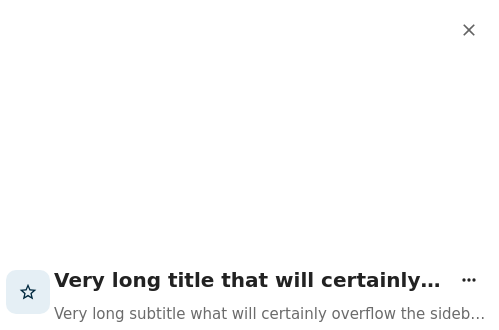 Very long title that will certainly…
Very long subtitle what will certainly overflow the sideb…